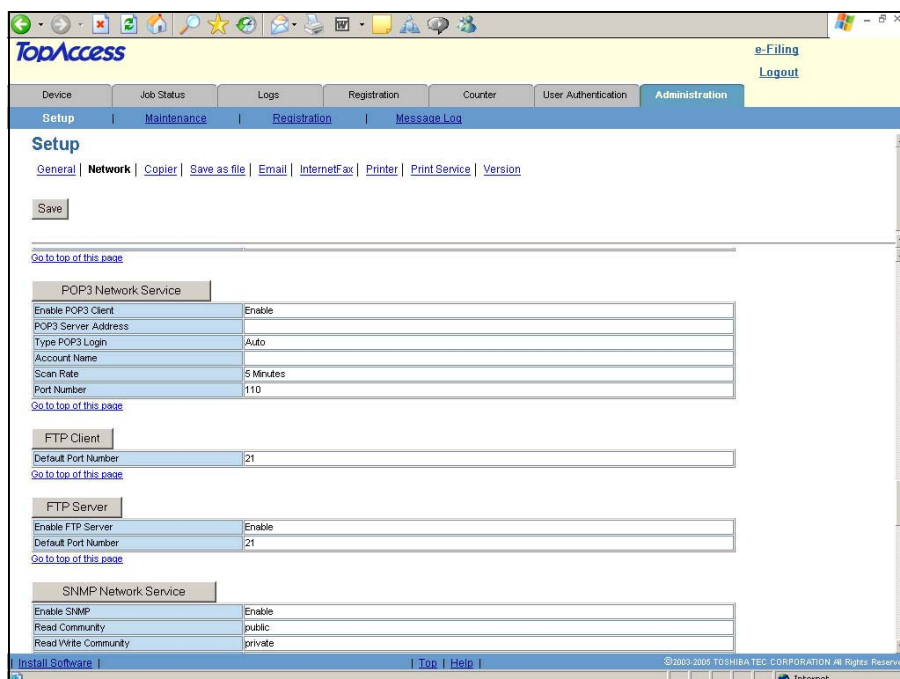 TopAccess
e-Filing
Logout
Device Job Status Logs Registration Counter User Authentication Administration
Setup | Maintenance | Registration | Message Log
Setup
General | Network | Copier | Save as file | Email | InternetFax | Printer | Print Service | Version
Save
Go to top of this page
POP3 Network Service
Enable POP3 Client Enable
POP3 Server Address
Type POP3 Login Auto
Account Name
Scan Rate 5 Minutes
Port Number 110
Go to top of this page
FTP Client
Default Port Number 21
Go to top of this page
FTP Server
Enable FTP Server Enable
Default Port Number 21
Go to top of this page
SNMP Network Service
Enable SNMP Enable
Read Community public
Read Write Community private
| Install Software | | Top | Help | ©2003-2005 TOSHIBA TEC CORPORATION All Rights Reserve
Internet